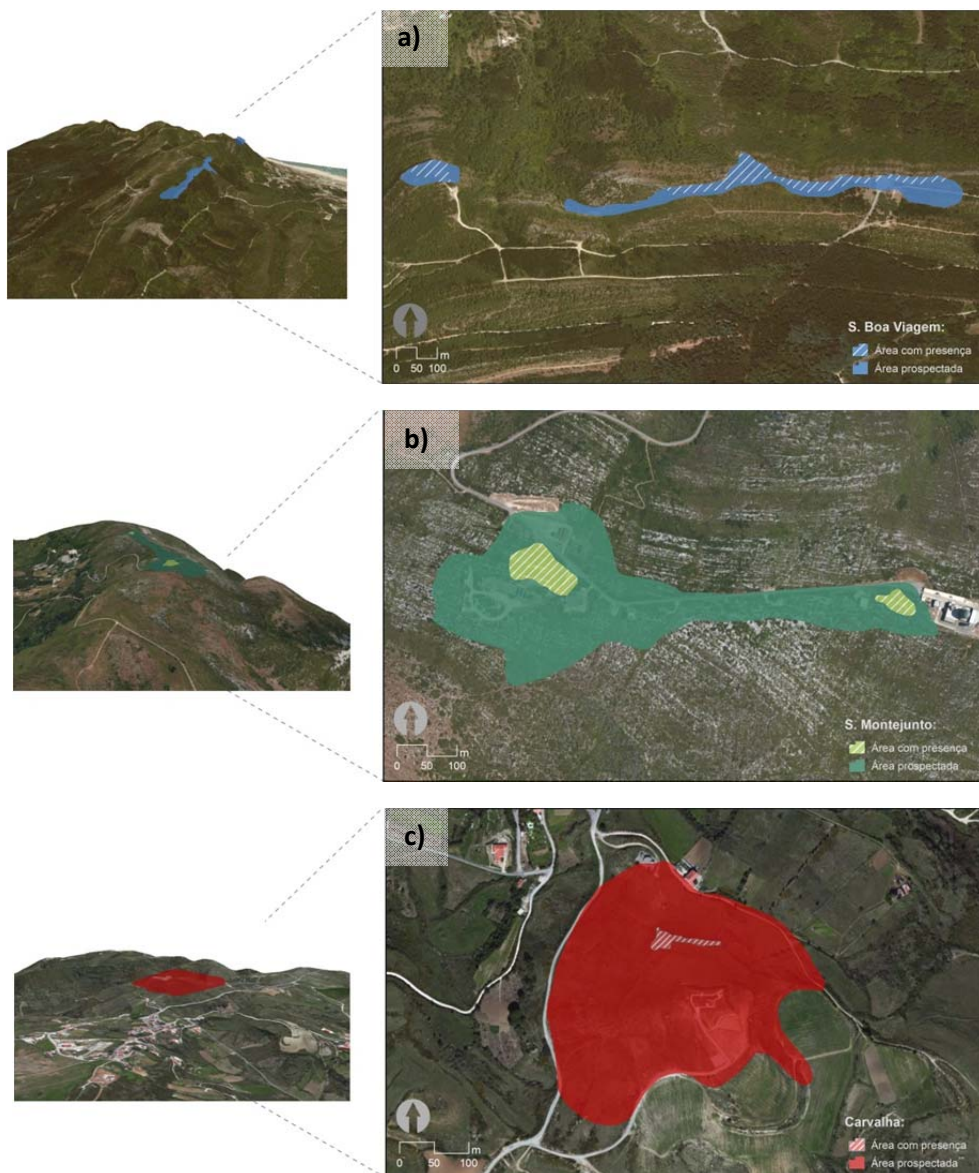 a)
S. Boa Viagem:
Área com presença
Área prospectada
0 50 100 m
b)
S. Montejunto:
Área com presença
Área prospectada
0 50 100 m
c)
Carvalha:
Área com presença
Área prospectada
0 50 100 m